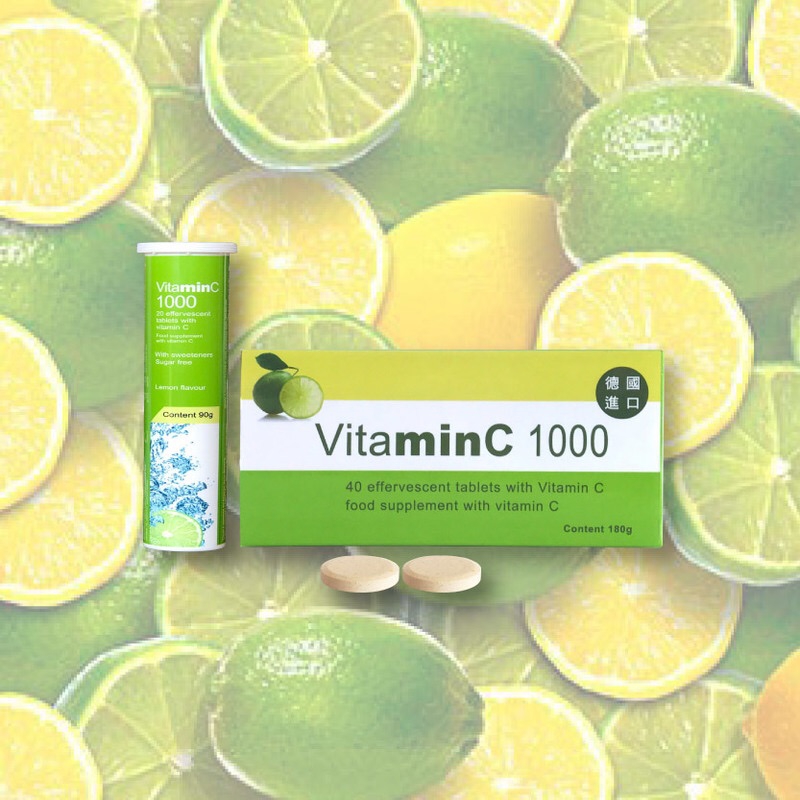 VitaminC
1000
20 effervescent
tablets with
vitamin C
Food supplement
with vitamin C
With sweeteners
Sugar free
Lemon flavour
Content 90g
德國
進口
VitaminC 1000
40 effervescent tablets with Vitamin C
food supplement with vitamin C
Content 180g